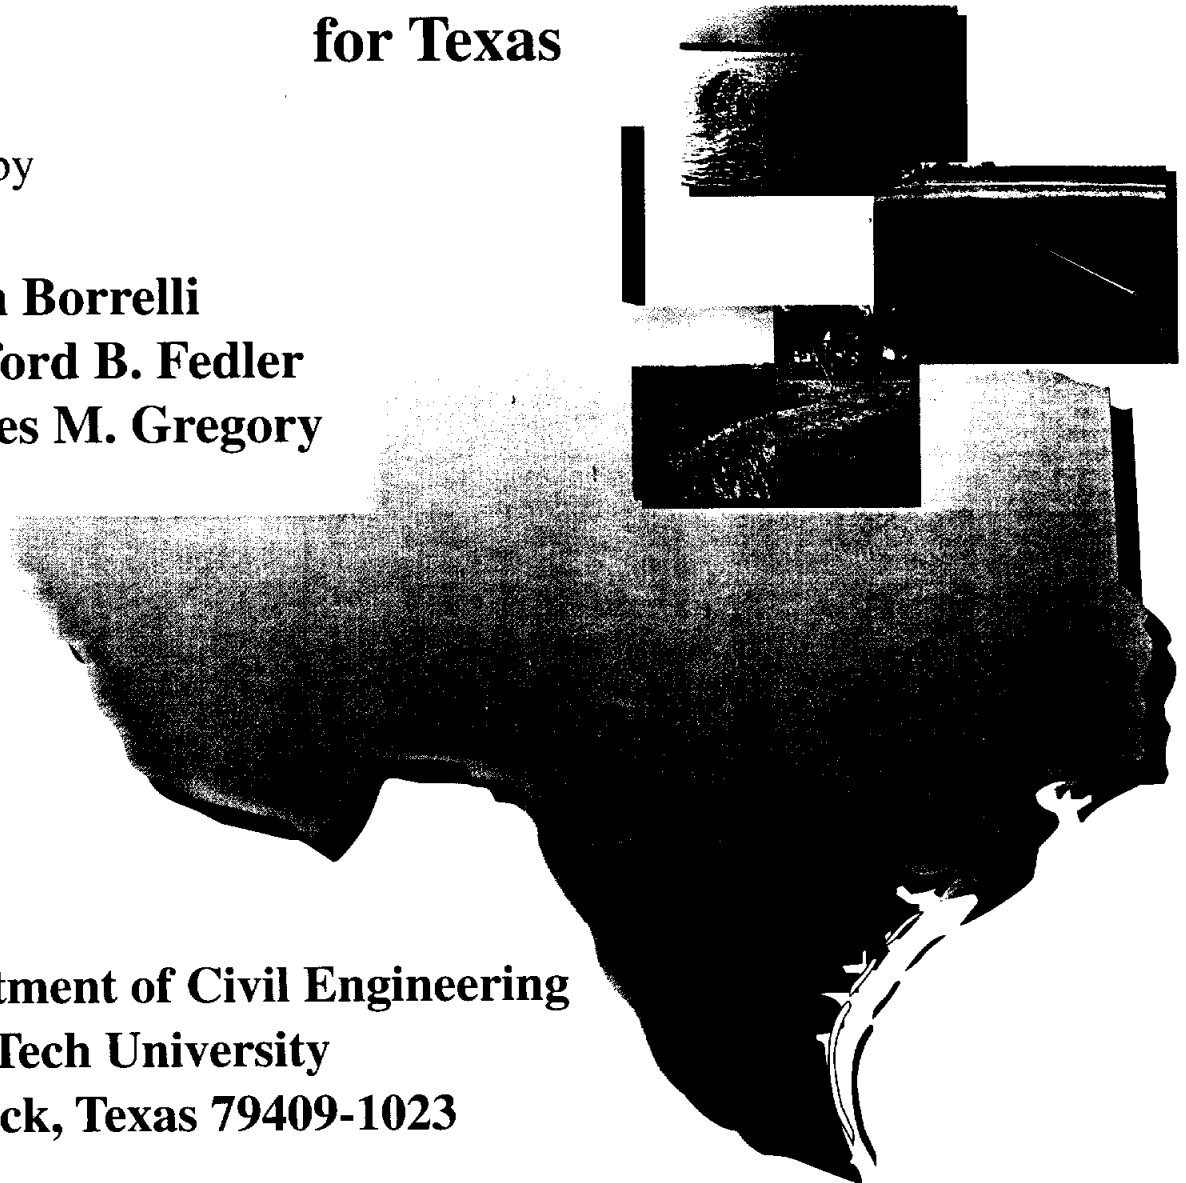 for Texas
by
n Borrelli
ford B. Fedler
es M. Gregory
tment of Civil Engineering
Tech University
ck, Texas 79409-1023